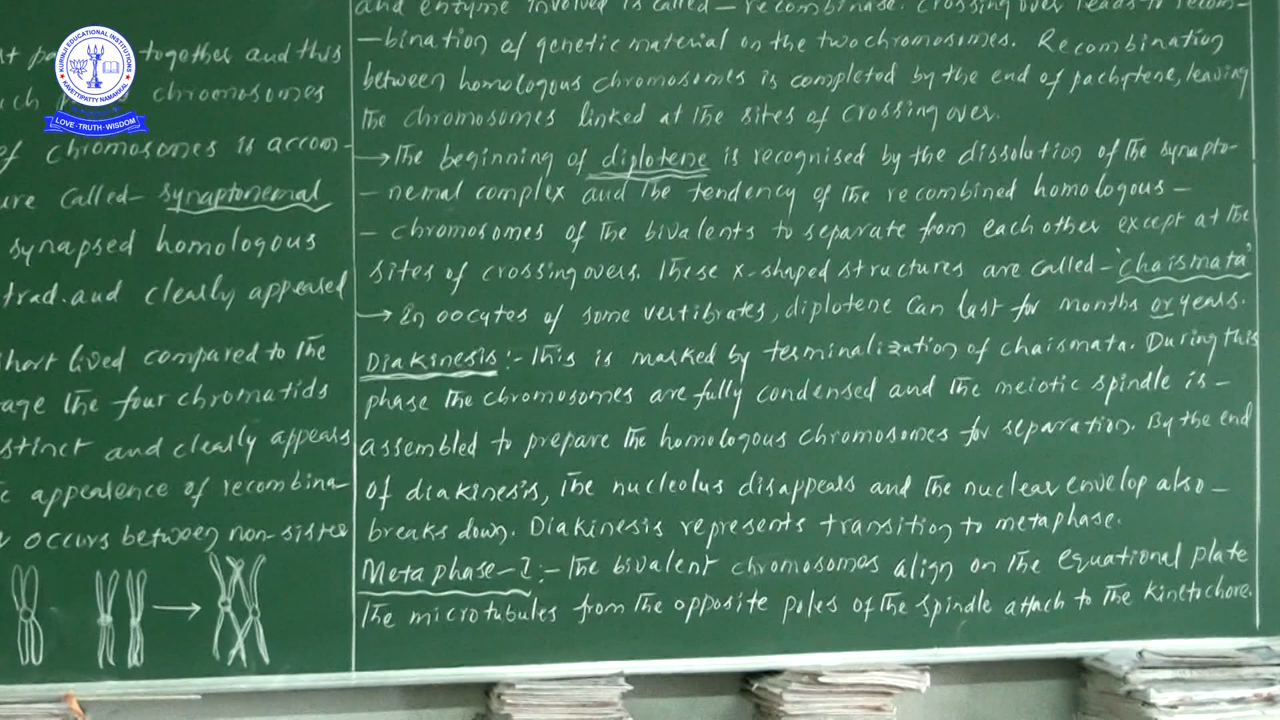 KURINJI EDUCATIONAL INSTITUTIONS
KAVETTIPATTY NAMAKKAL
LOVE · TRUTH · WISDOM
together and this
chromosomes
of chromosomes is accom-
ure called- synaptonemal
synapsed homologous
trad. and clearly appeared
short lived compared to the
age the four chromatids
stinct and clearly appears
c appearence of recombina-
occurs between non-sister
and enzyme involved is called - recombinase. Crossing over leads to recom-
-bination of genetic material on the two chromosomes. Recombination
between homologous chromosomes is completed by the end of pachytene, leaving
the chromosomes linked at the sites of crossing over.
→ The beginning of diplotene is recognised by the dissolution of the synapto-
- nemal complex and the tendency of the recombined homologous -
- chromosomes of the bivalents to separate from each other except at the
sites of crossing overs. These x-shaped structures are called - 'chaismata'
→ In oocytes of some vertibrates, diplotene can last for months or years.
Diakinesis :- This is marked by terminalization of chaismata. During this
phase the chromosomes are fully condensed and the meiotic spindle is -
assembled to prepare the homologous chromosomes for separation. By the end
of diakinesis, the nucleolus disappears and the nuclear envelop also -
breaks down. Diakinesis represents transition to metaphase.
Metaphase-I :- The bivalent chromosomes align on the equational plate
the microtubules from the opposite poles of the spindle attach to the kinetochore.